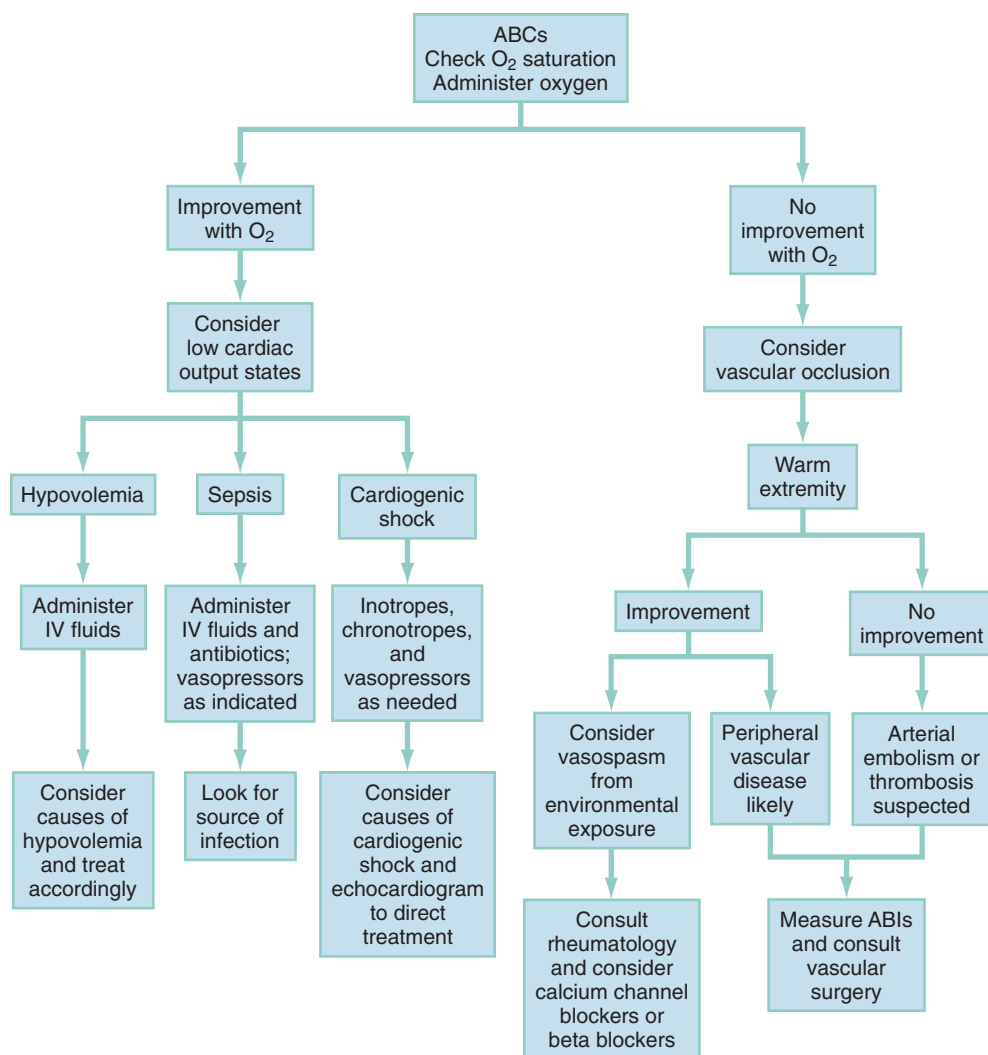 ABCs
Check O₂ saturation
Administer oxygen
Improvement
with O₂
No
improvement
with O₂
Consider
low cardiac
output states
Consider
vascular occlusion
Hypovolemia
Sepsis
Cardiogenic
shock
Warm
extremity
Administer
IV fluids
Administer
IV fluids and
antibiotics;
vasopressors
as indicated
Inotropes,
chronotropes,
and
vasopressors
as needed
Improvement
No
improvement
Consider
causes of
hypovolemia
and treat
accordingly
Look for
source of
infection
Consider
causes of
cardiogenic
shock and
echocardiogram
to direct
treatment
Consider
vasospasm
from
environmental
exposure
Peripheral
vascular
disease
likely
Arterial
embolism or
thrombosis
suspected
Consult
rheumatology
and consider
calcium channel
blockers or
beta blockers
Measure ABIs
and consult
vascular
surgery